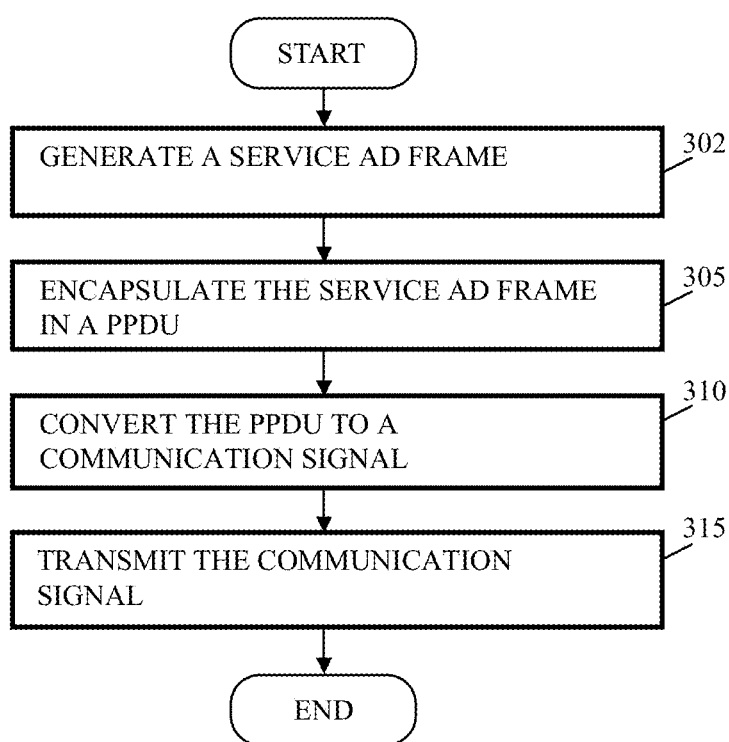 START
GENERATE A SERVICE AD FRAME
302
ENCAPSULATE THE SERVICE AD FRAME
IN A PPDU
305
CONVERT THE PPDU TO A
COMMUNICATION SIGNAL
310
TRANSMIT THE COMMUNICATION
SIGNAL
315
END